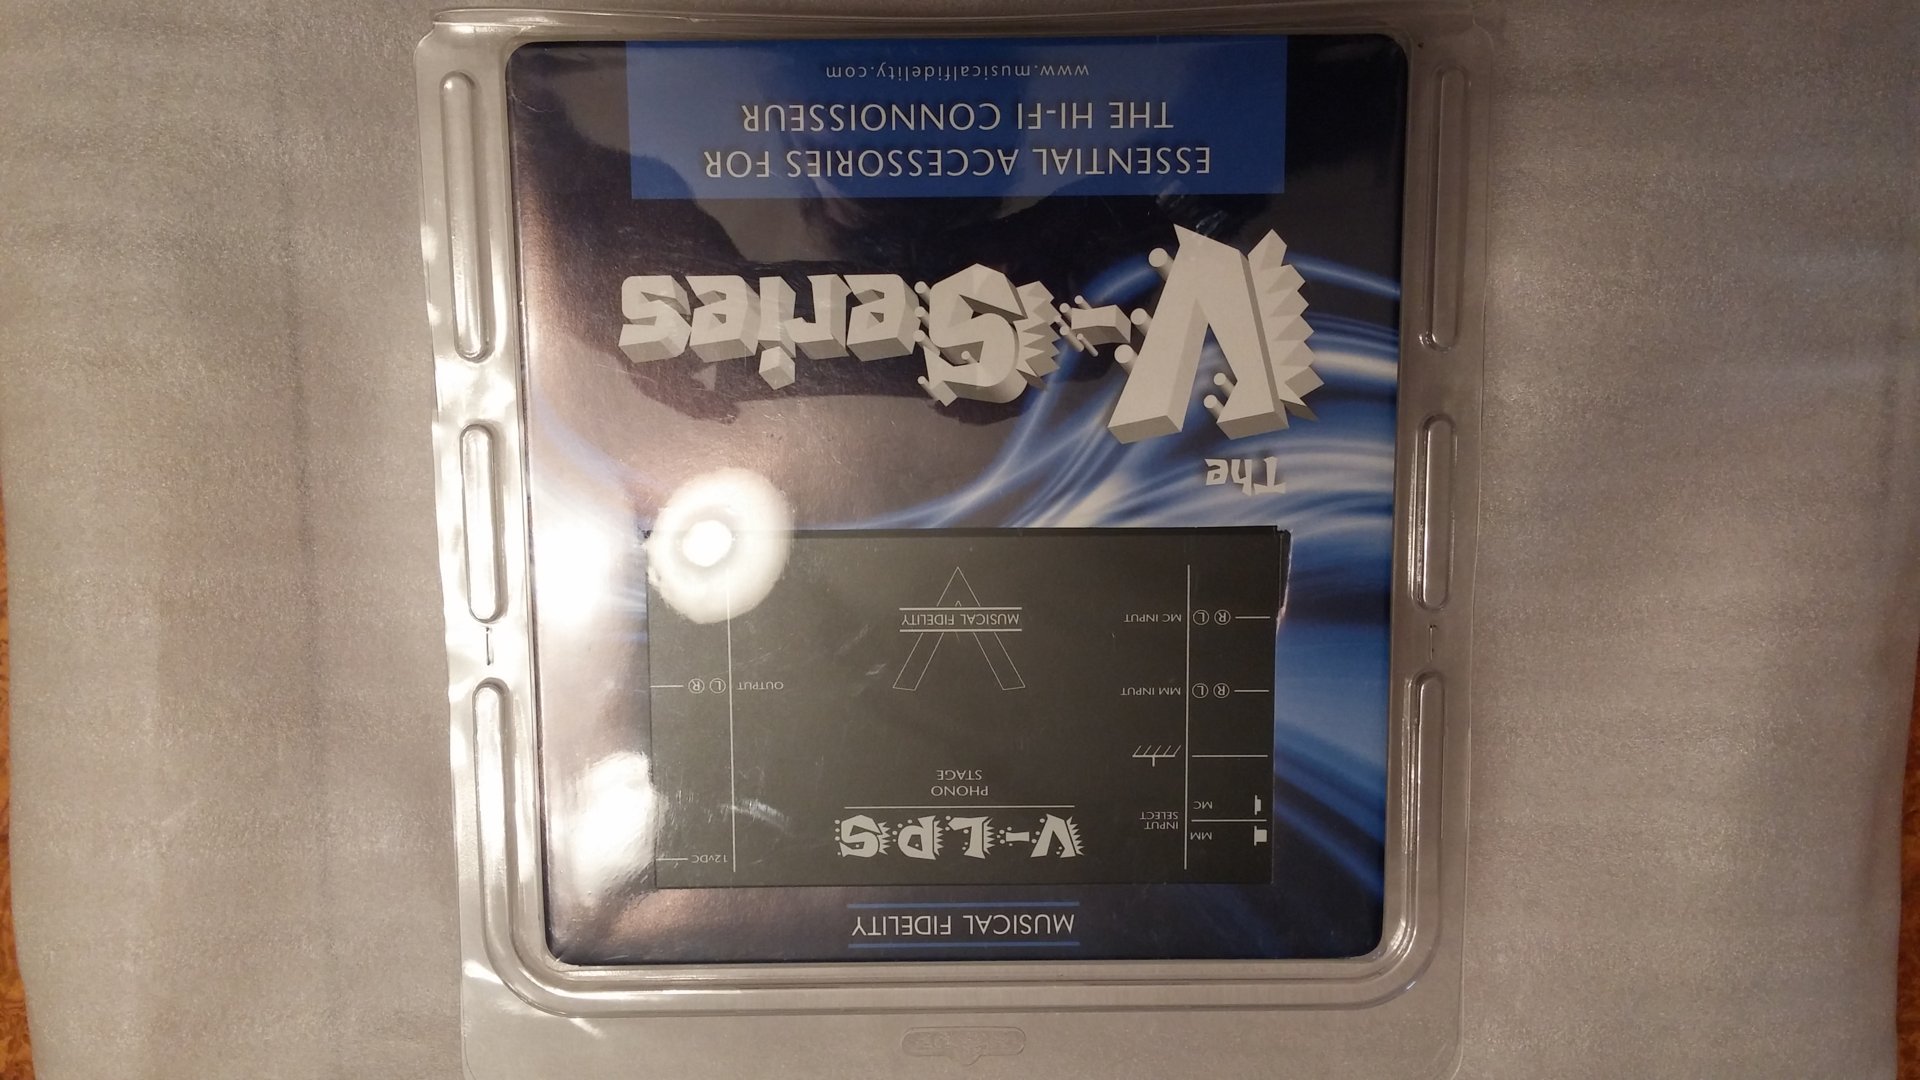 MUSICAL FIDELITY
V-LPS
PHONO
STAGE
MM
MC
INPUT
SELECT
MM INPUT
R L
MC INPUT
R L
12vDC
OUTPUT
L R
MUSICAL FIDELITY
The
V-Series
ESSENTIAL ACCESSORIES FOR
THE HI-FI CONNOISSEUR
www.musicalfidelity.com